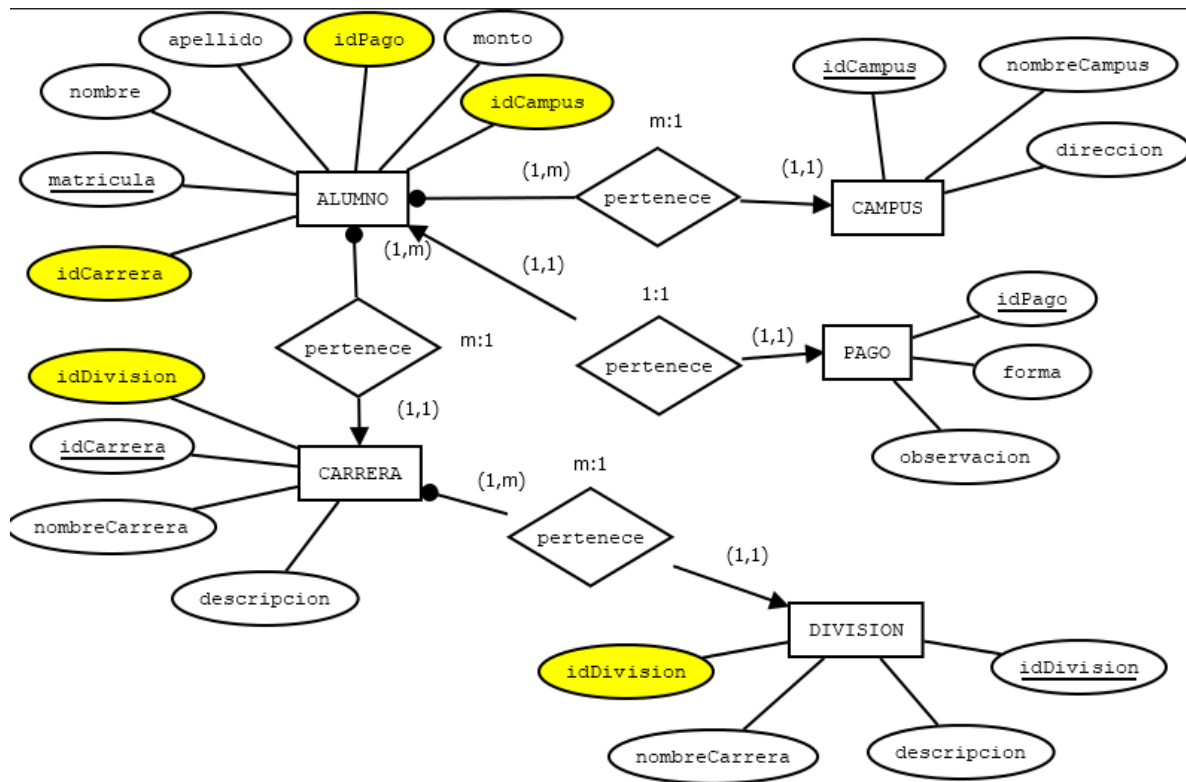 apellido
idPago
monto
nombre
idCampus
matricula
ALUMNO
idCarrera
(1,m)
m:1
pertenece
(1,1)
idCampus
nombreCampus
direccion
CAMPUS
(1,m)
pertenece
m:1
(1,1)
(1,1)
1:1
pertenece
(1,1)
idPago
PAGO
forma
observacion
idDivision
idCarrera
CARRERA
nombreCarrera
descripcion
(1,m)
m:1
pertenece
(1,1)
DIVISION
idDivision
idDivision
nombreCarrera
descripcion